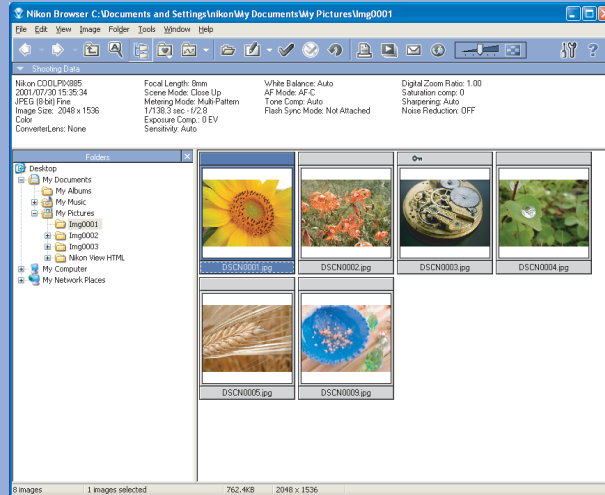 Nikon Browser C:\Documents and Settings\nikon\My Documents\My Pictures\Img0001
File Edit View Image Folder Tools Window Help
Shooting Data
Nikon COOLPIX885
2001/07/30 15:35:34
JPEG (8-bit) Fine
Image Size: 2048 x 1536
Color
ConverterLens: None
Focal Length: 8mm
Scene Mode: Close Up
Metering Mode: Multi-Pattern
1/138.3 sec - f/2.8
Exposure Comp.: 0 EV
Sensitivity: Auto
White Balance: Auto
AF Mode: AF-C
Tone Comp: Auto
Flash Sync Mode: Not Attached
Digital Zoom Ratio: 1.00
Saturation comp: 0
Sharpening: Auto
Noise Reduction: OFF
Folders
Desktop
My Documents
My Albums
My Music
My Pictures
Img0001
Img0002
Img0003
Nikon View HTML
My Computer
My Network Places
DSCN0001.jpg
DSCN0002.jpg
DSCN0003.jpg
DSCN0004.jpg
DSCN0005.jpg
DSCN0009.jpg
8 images
1 images selected
762.4KB
2048 x 1536